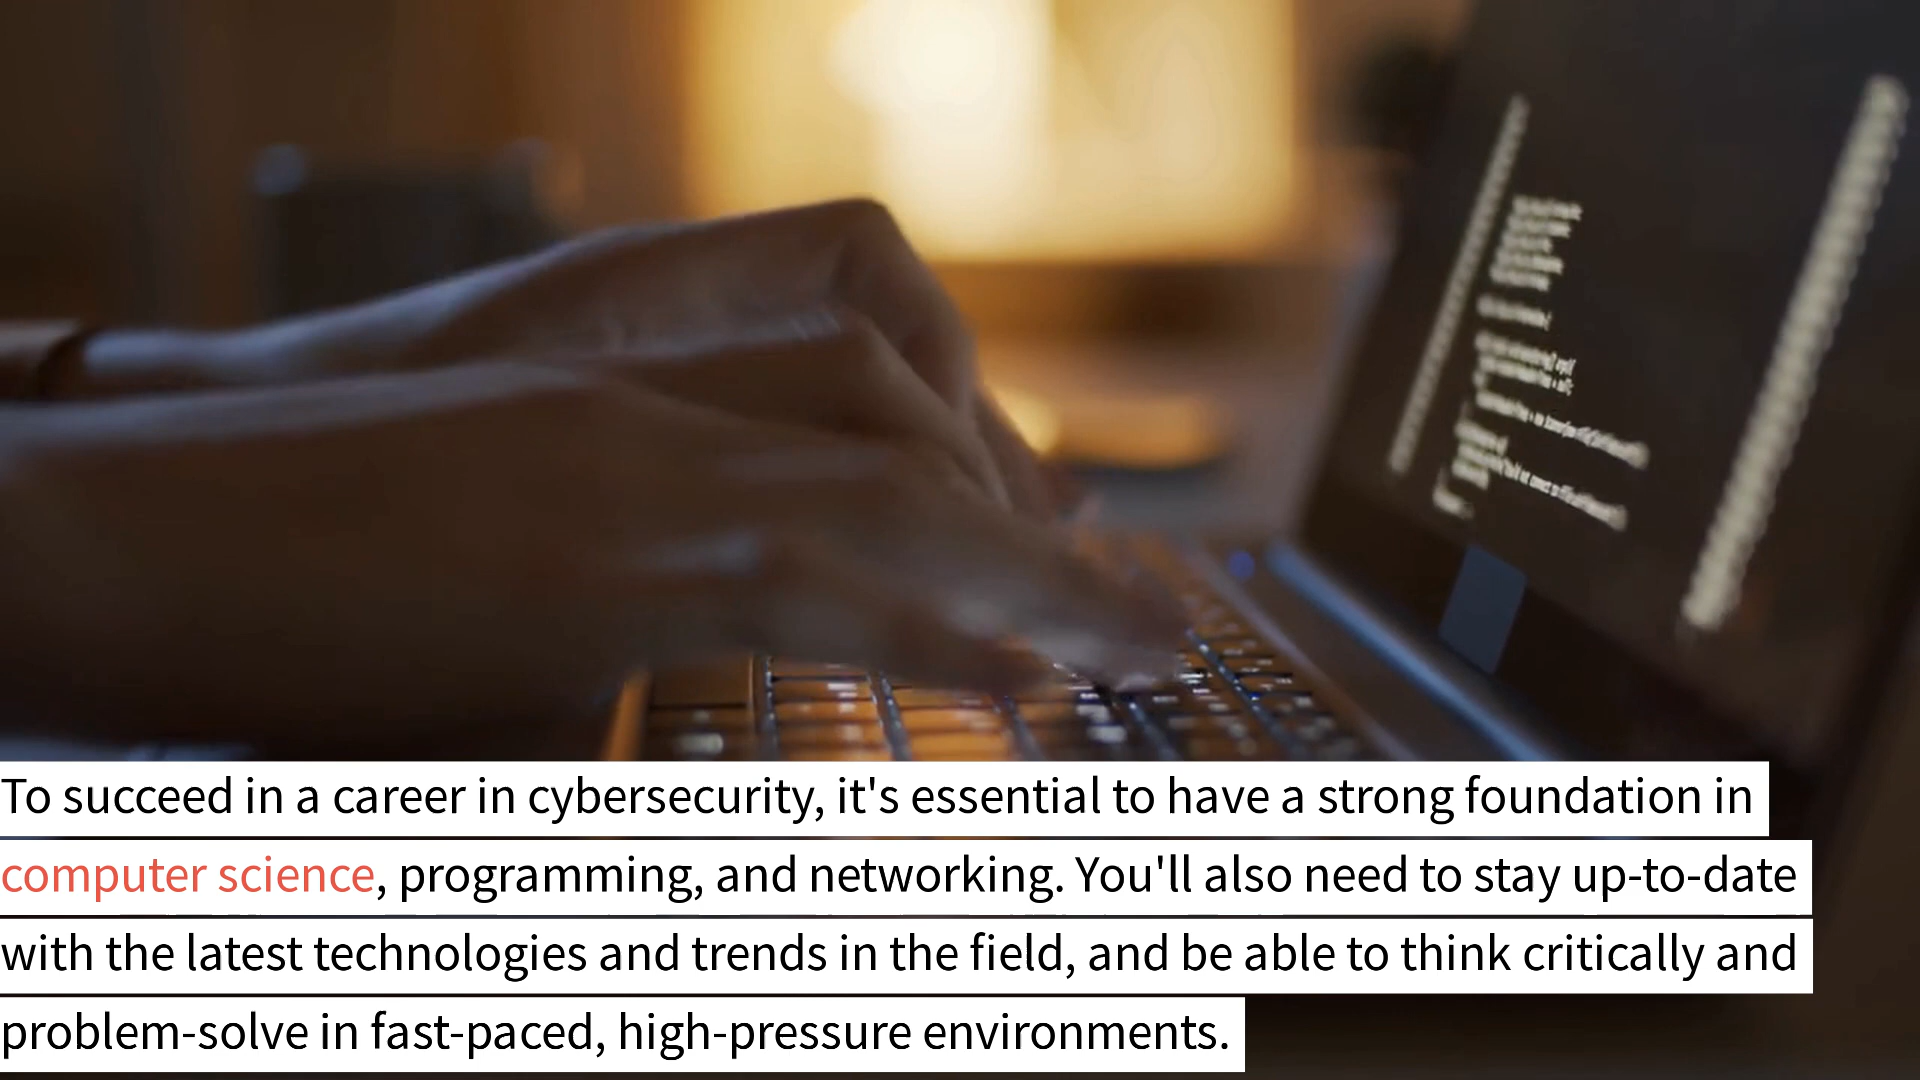 To succeed in a career in cybersecurity, it's essential to have a strong foundation in
computer science, programming, and networking. You'll also need to stay up-to-date
with the latest technologies and trends in the field, and be able to think critically and
problem-solve in fast-paced, high-pressure environments.